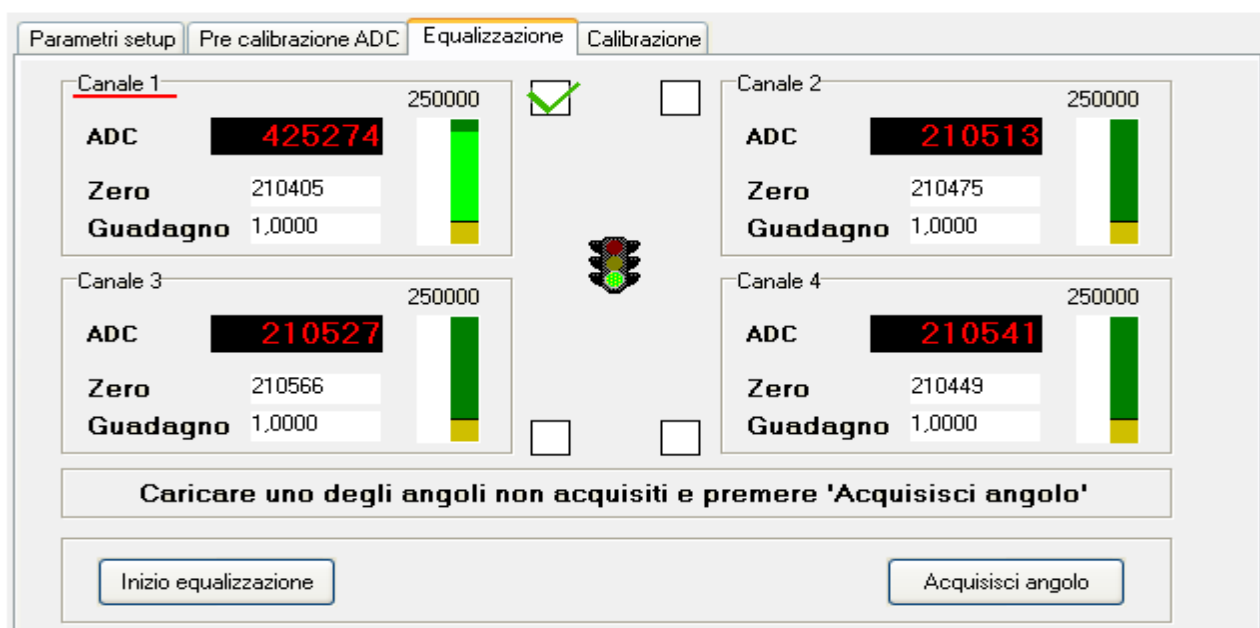 Parametri setup Pre calibrazione ADC Equalizzazione Calibrazione
Canale 1
250000
ADC 425274
Zero 210405
Guadagno 1,0000
Canale 2
250000
ADC 210513
Zero 210475
Guadagno 1,0000
Canale 3
250000
ADC 210527
Zero 210566
Guadagno 1,0000
Canale 4
250000
ADC 210541
Zero 210449
Guadagno 1,0000
Caricare uno degli angoli non acquisiti e premere 'Acquisisci angolo'
Inizio equalizzazione Acquisisci angolo